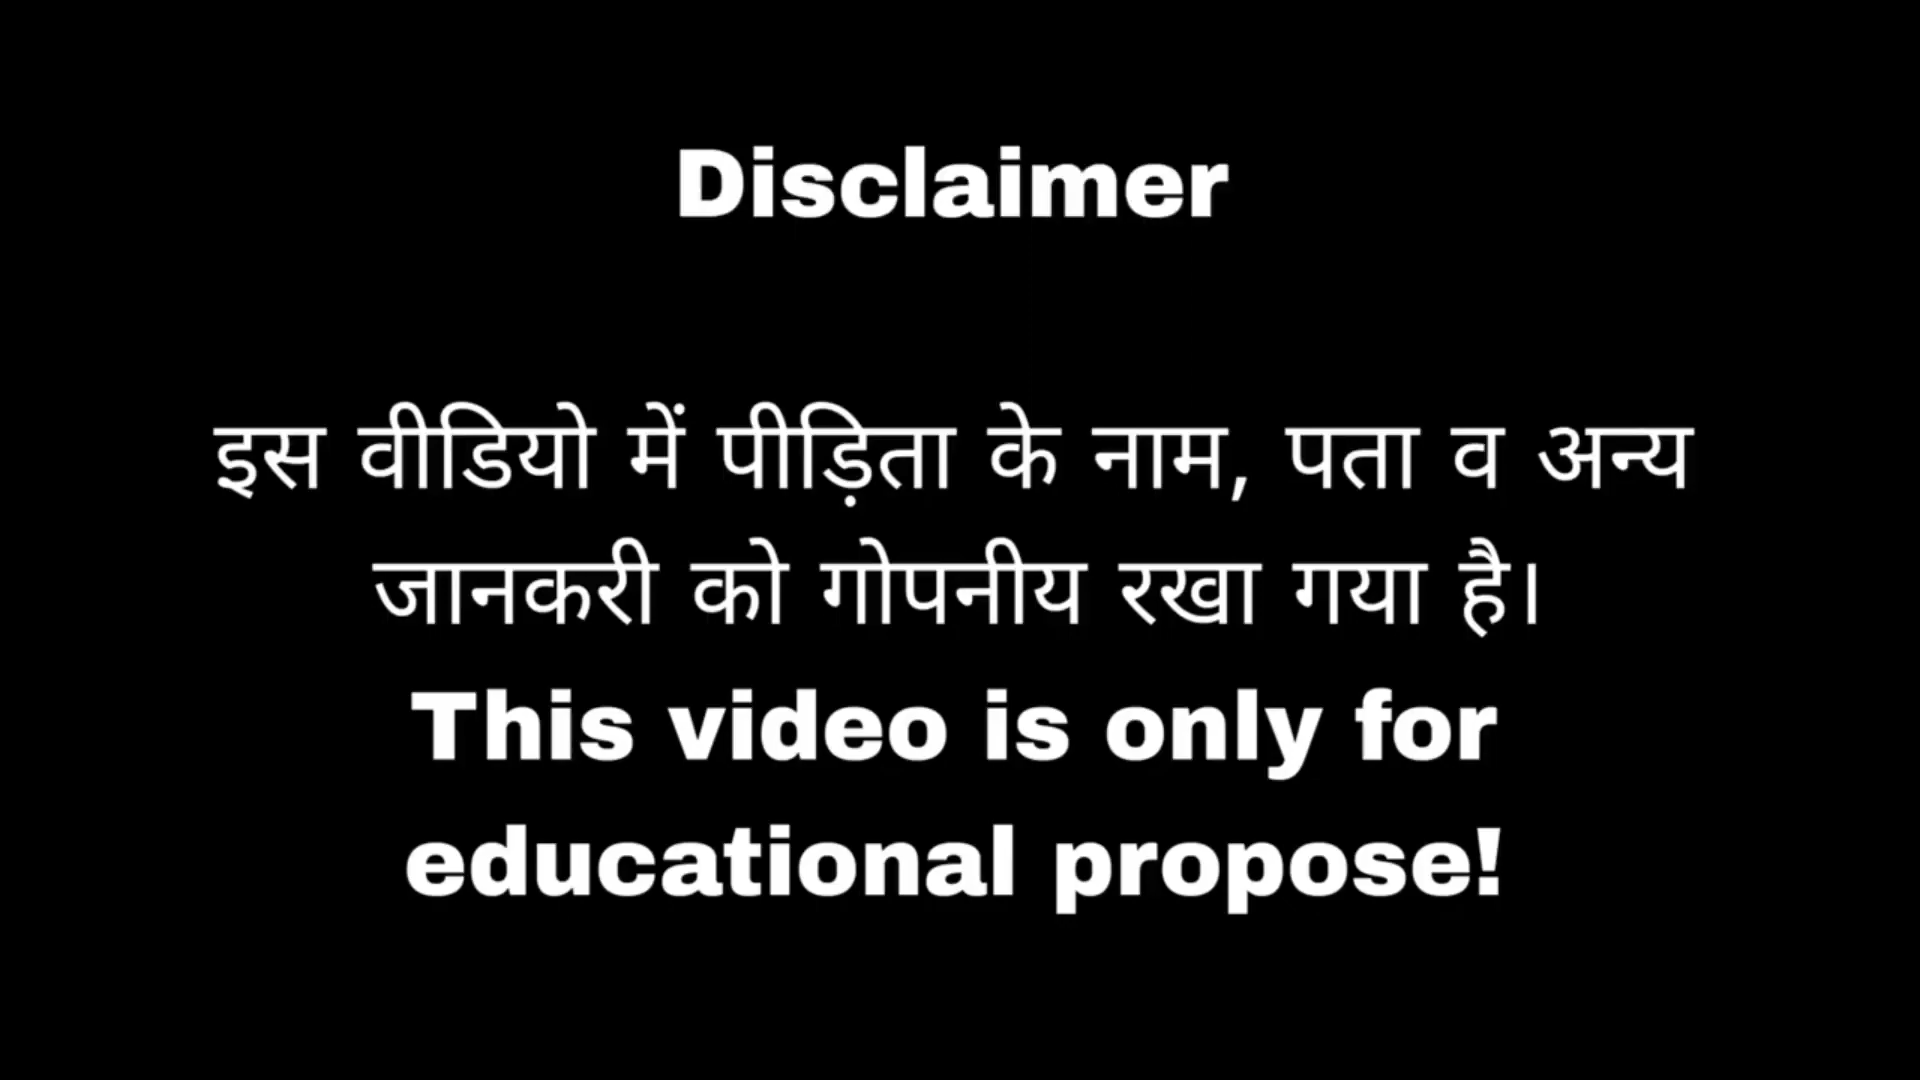 Disclaimer
इस वीडियो में पीड़िता के नाम, पता व अन्य
जानकरी को गोपनीय रखा गया है।
This video is only for
educational propose!